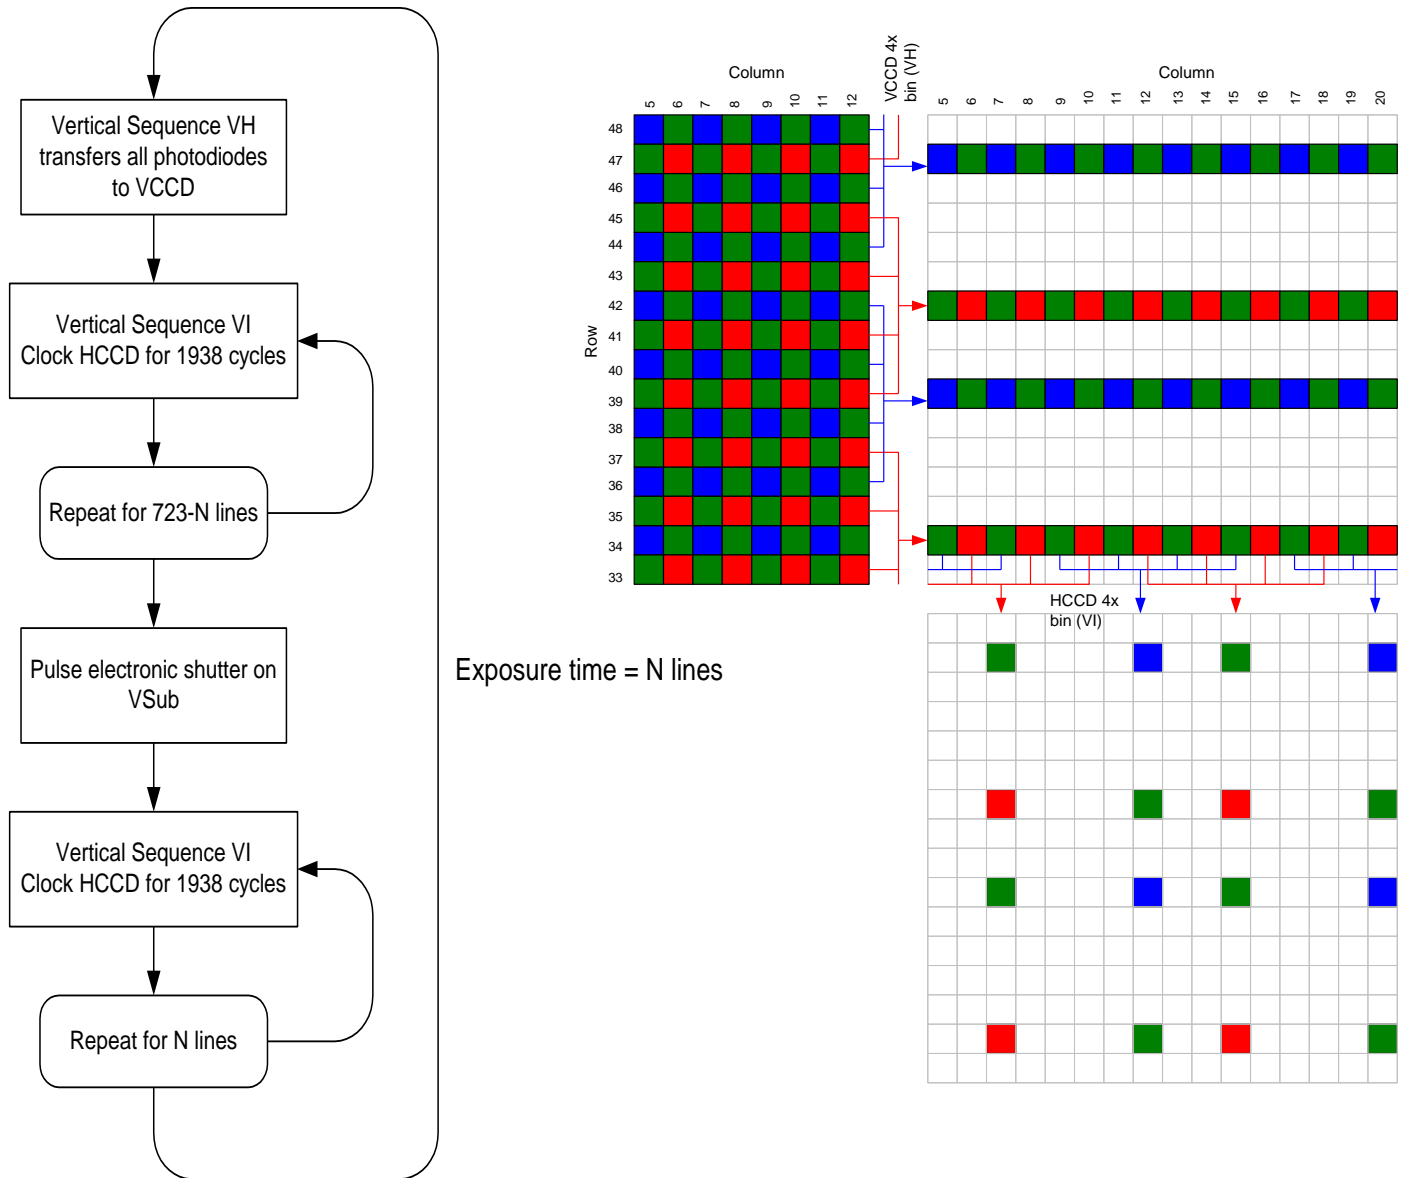 Vertical Sequence VH
transfers all photodiodes
to VCCD
Vertical Sequence VI
Clock HCCD for 1938 cycles
Repeat for 723-N lines
Pulse electronic shutter on
VSub
Vertical Sequence VI
Clock HCCD for 1938 cycles
Repeat for N lines
Exposure time = N lines
Column
5 6 7 8 9 10 11 12
VCCD 4x
bin (VH)
Row
48
47
46
45
44
43
42
41
40
39
38
37
36
35
34
33
Column
5 6 7 8 9 10 11 12 13 14 15 16 17 18 19 20
HCCD 4x
bin (VI)